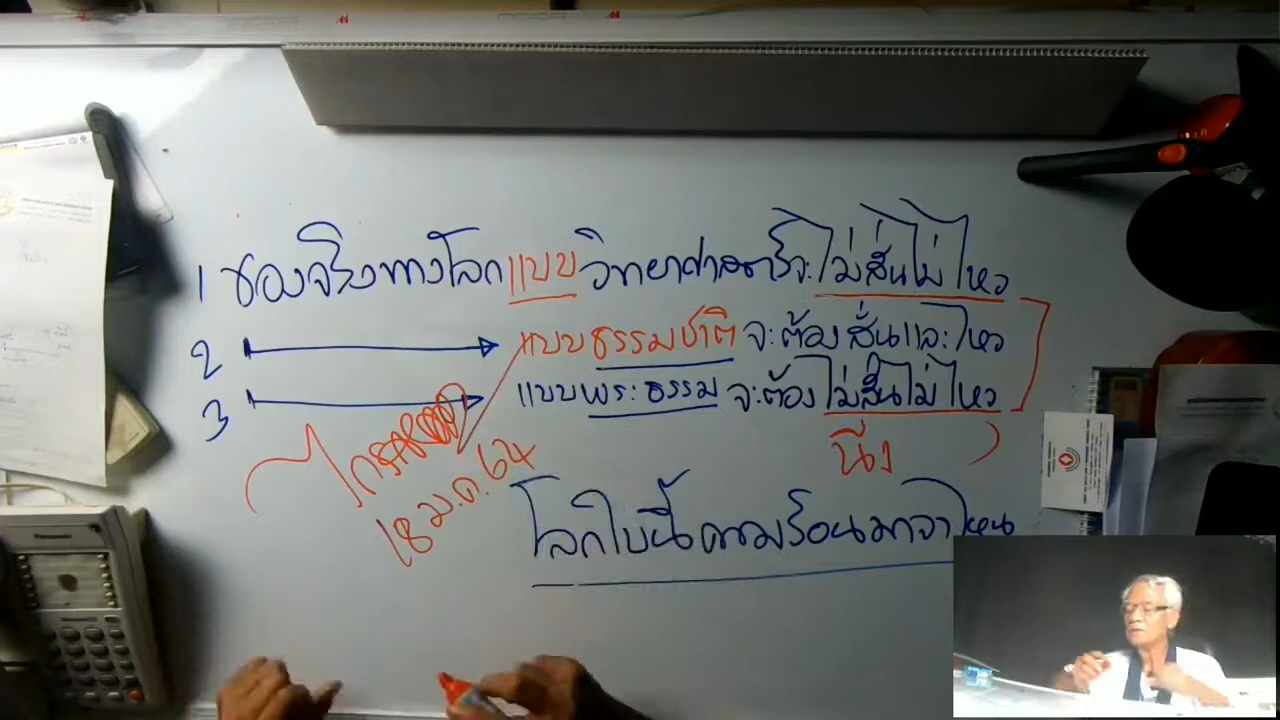 1 ของจริงทางโลกแบบวิทยาศาสตร์จะไม่สั่นไม่ไหว
2 แบบธรรมชาติ จะต้องสั่นและไหว
3 แบบพระธรรม จะต้องไม่สั่นไม่ไหว
นิ่ง
18 ม.ค. 64
โลกใบนี้ความร้อนมาจาไหน
Panasonic